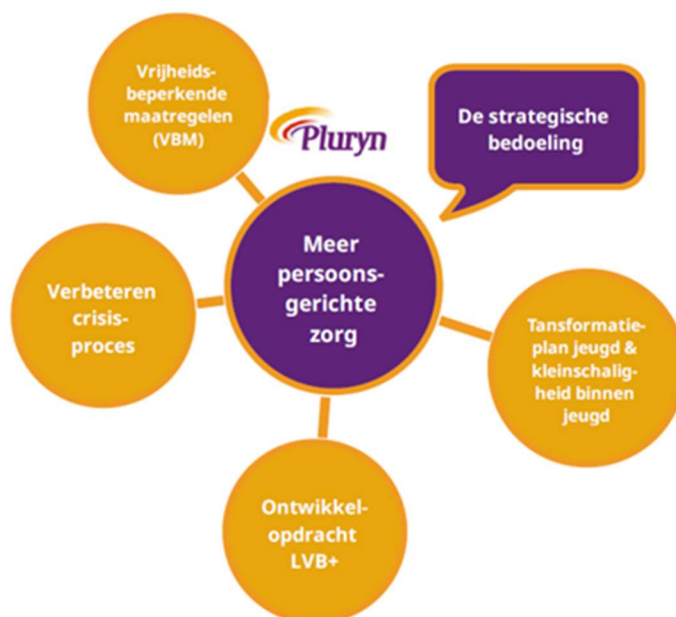 Vrijheids-
beperkende
maatregelen
(VBM)
Pluryn
De strategische
bedoeling
Meer
persoons-
gerichte
zorg
Verbeteren
crisis-
proces
Tansformatie-
plan jeugd &
kleinschalig-
heid binnen
jeugd
Ontwikkel-
opdracht
LVB+